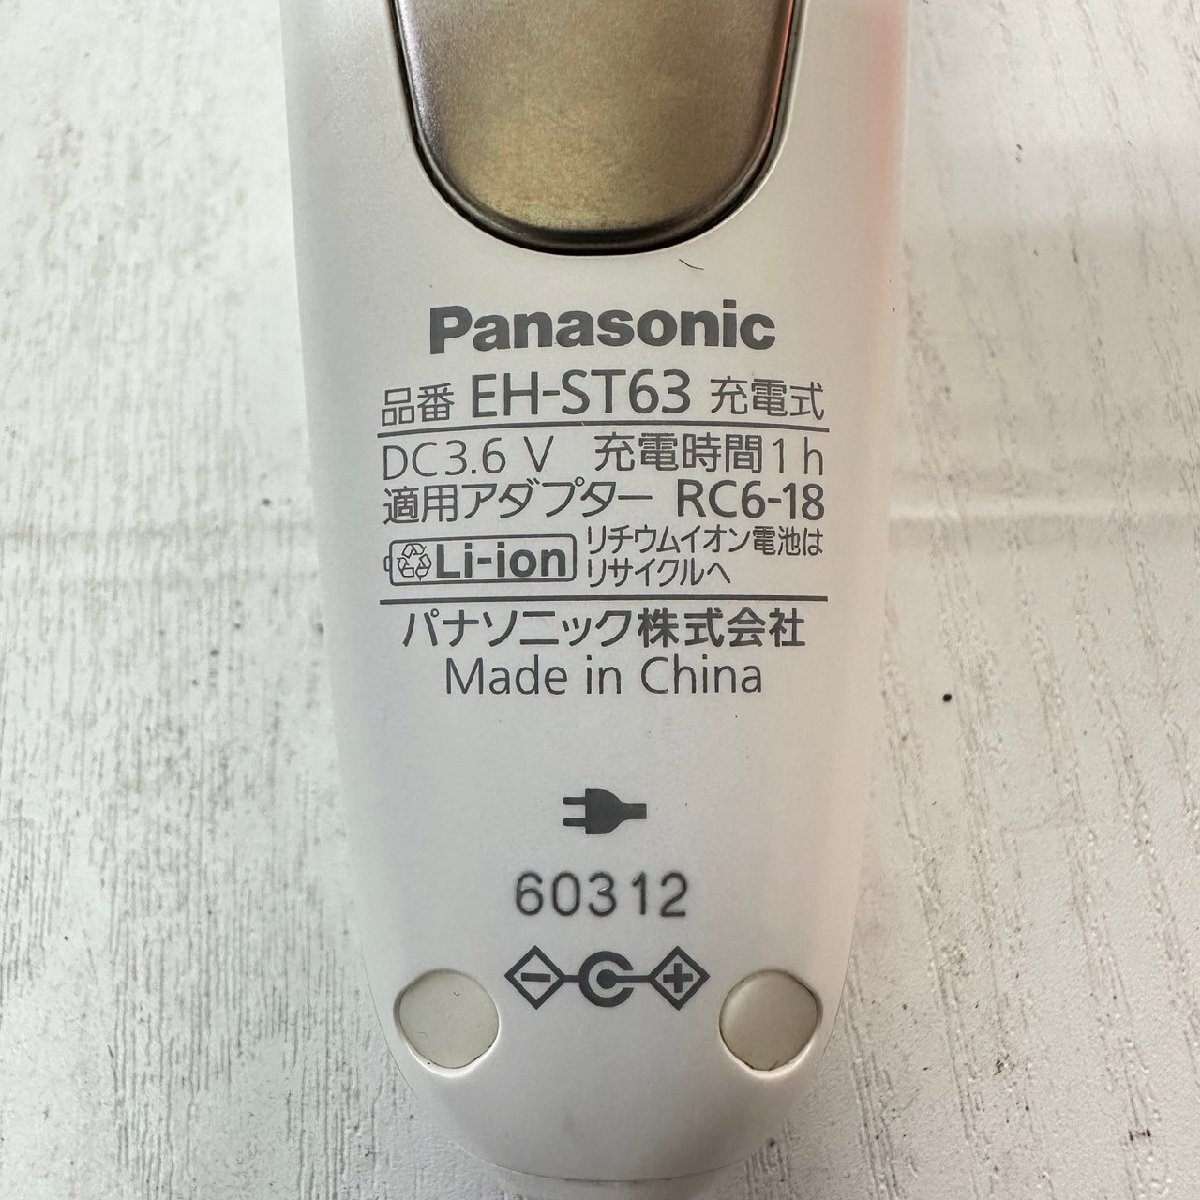 Panasonic
品番 EH-ST63 充電式
DC3.6 V 充電時間1h
適用アダプター RC6-18
Li-ion リチウムイオン電池は
リサイクルへ
パナソニック株式会社
Made in China
60312